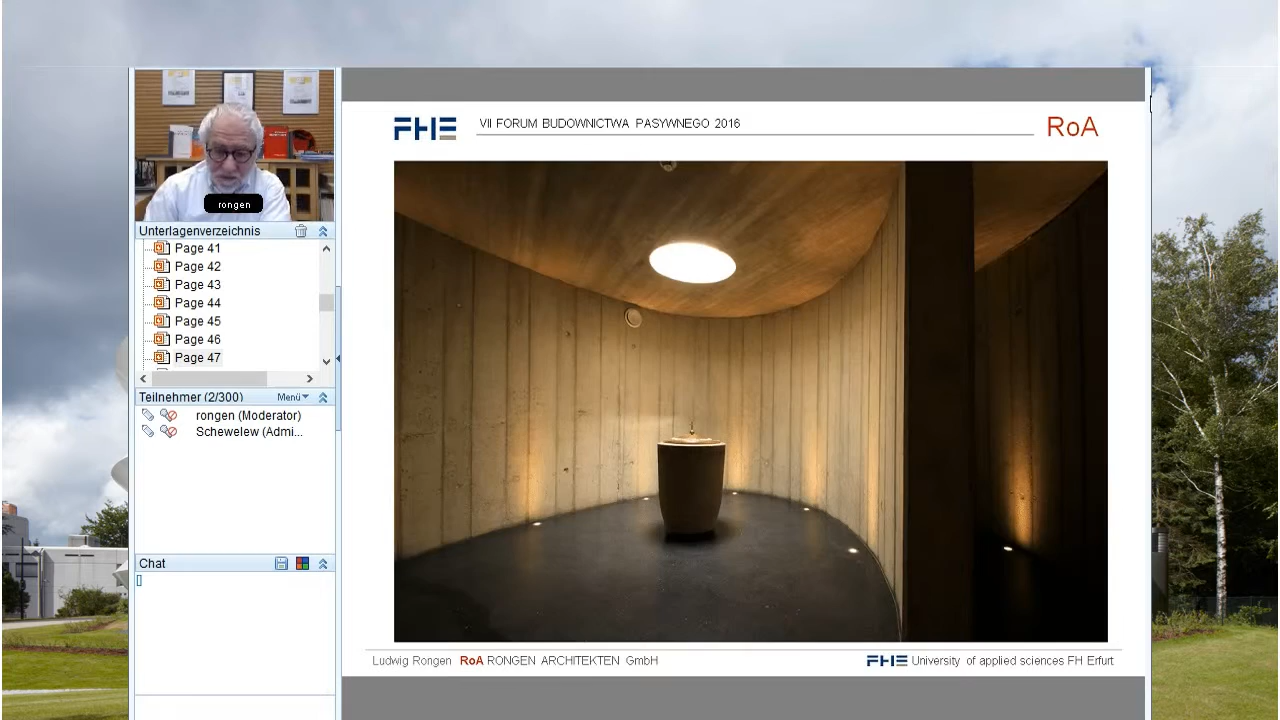 rongen
Unterlagenverzeichnis
Page 41
Page 42
Page 43
Page 44
Page 45
Page 46
Page 47
Teilnehmer (2/300)
Menü
rongen (Moderator)
Schewelew (Admi...
Chat
FHE
VII FORUM BUDOWNICTWA PASYWNEGO 2016
RoA
Ludwig Rongen RoA RONGEN ARCHITEKTEN GmbH
FHE University of applied sciences FH Erfurt